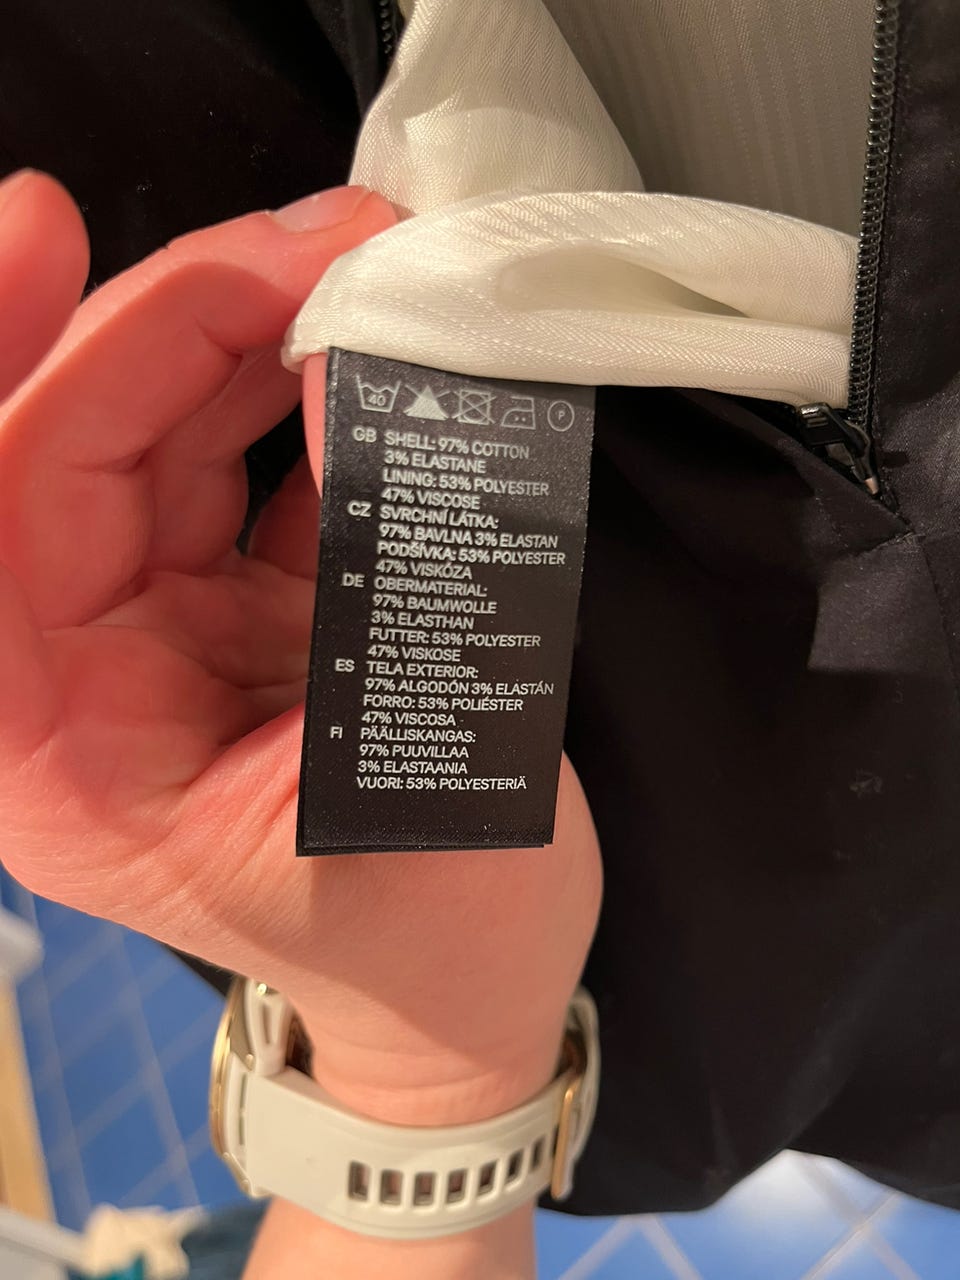 40 P
GB SHELL: 97% COTTON
3% ELASTANE
LINING: 53% POLYESTER
47% VISCOSE
CZ SVRCHNÍ LÁTKA:
97% BAVLNA 3% ELASTAN
PODŠÍVKA: 53% POLYESTER
47% VISKÓZA
DE OBERMATERIAL:
97% BAUMWOLLE
3% ELASTHAN
FUTTER: 53% POLYESTER
47% VISKOSE
ES TELA EXTERIOR:
97% ALGODÓN 3% ELASTÁN
FORRO: 53% POLIÉSTER
47% VISCOSA
FI PÄÄLLISKANGAS:
97% PUUVILLAA
3% ELASTAANIA
VUORI: 53% POLYESTERIÄ